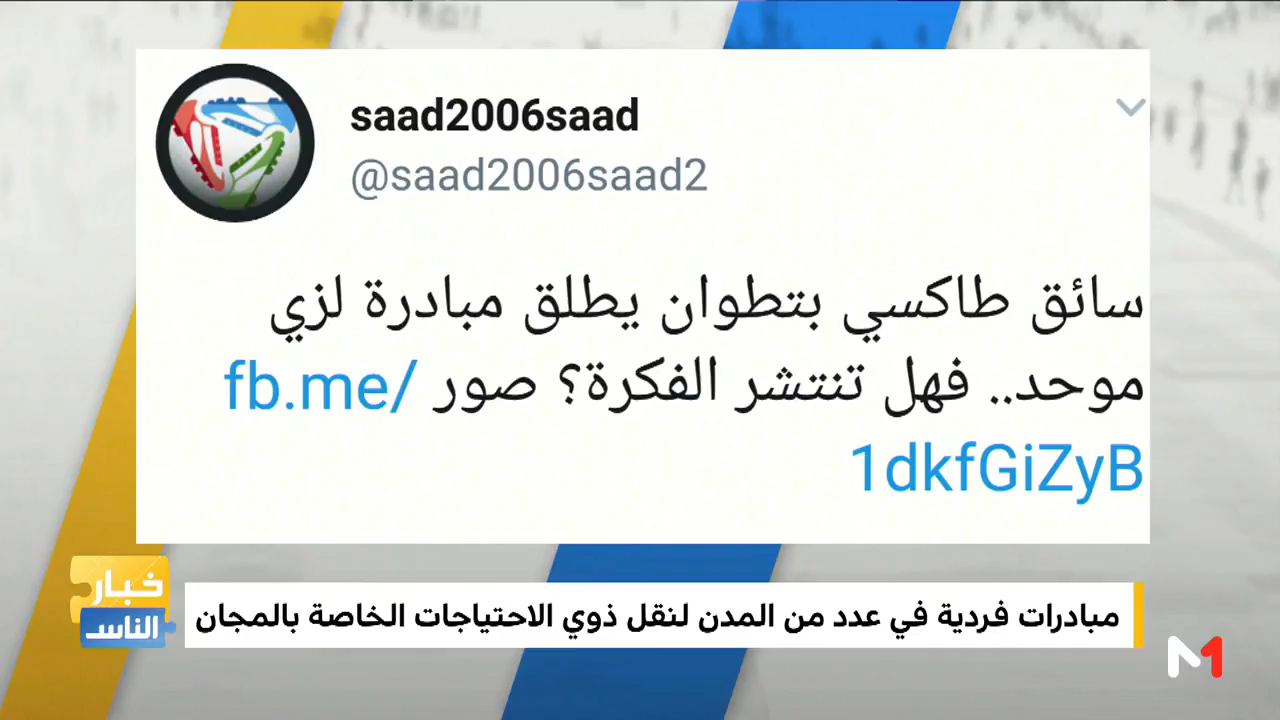 saad2006saad
@saad2006saad2
سائق طاكسي بتطوان يطلق مبادرة لزي
موحد.. فهل تنتشر الفكرة؟ صور fb.me/
1dkfGiZyB
خبار
الناس
مبادرات فردية في عدد من المدن لنقل ذوي الاحتياجات الخاصة بالمجان
M1